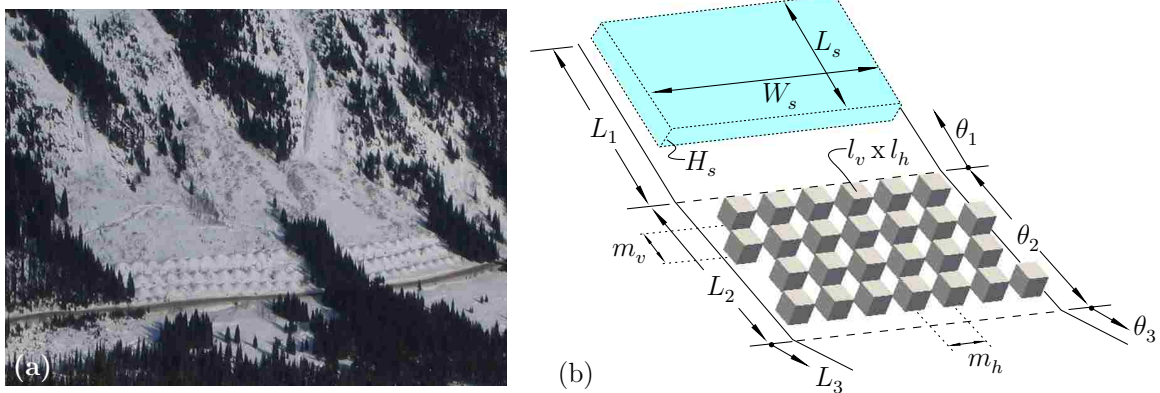 L_s
W_s
L_1
θ_1
H_s
l_v x l_h
m_v
θ_2
L_2
θ_3
(a)
(b)
L_3
m_h